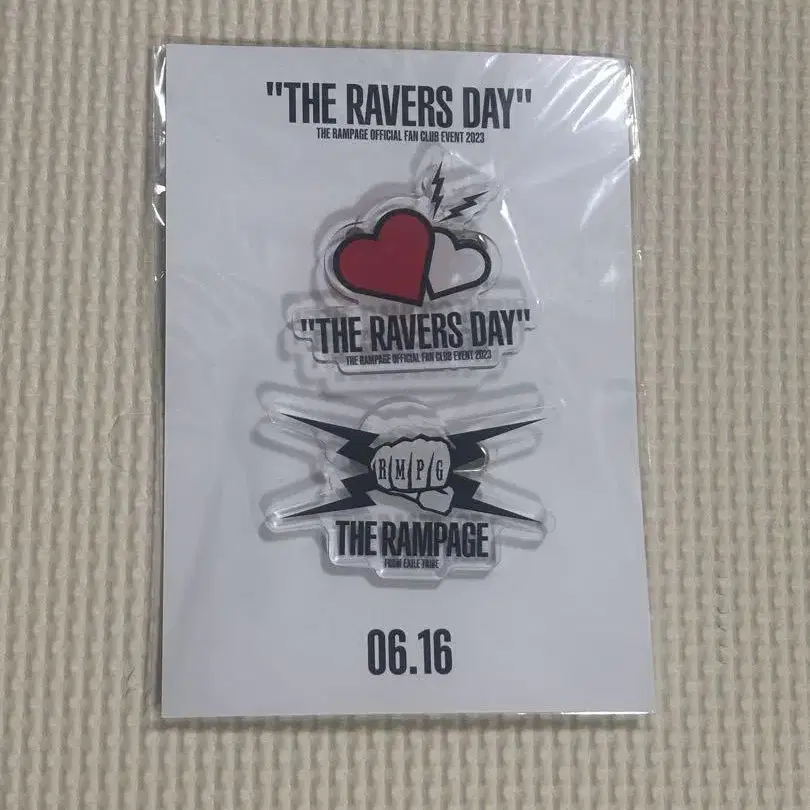 "THE RAVERS DAY"
THE RAMPAGE OFFICIAL FAN CLUB EVENT 2023
"THE RAVERS DAY"
THE RAMPAGE OFFICIAL FAN CLUB EVENT 2023
RMPG
THE RAMPAGE
FROM EXILE TRIBE
06.16